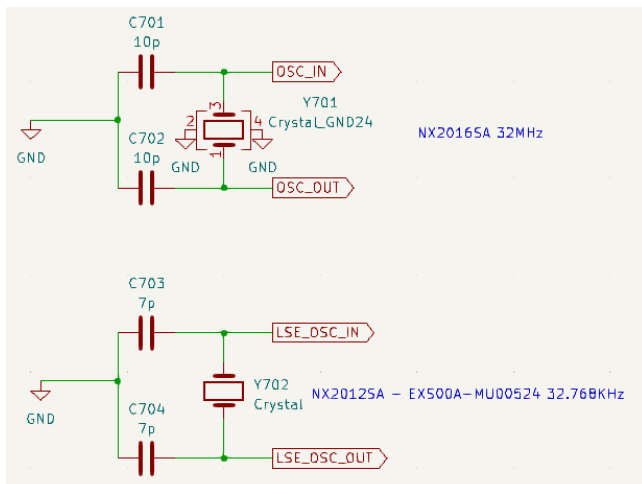 C701
10p
OSC_IN
Y701
Crystal_GND24
3
2
4
1
NX2016SA 32MHz
GND
GND
GND
C702
10p
OSC_OUT
C703
7p
LSE_OSC_IN
Y702
Crystal
NX2012SA - EXS00A-MU00524 32.768KHz
GND
C704
7p
LSE_OSC_OUT